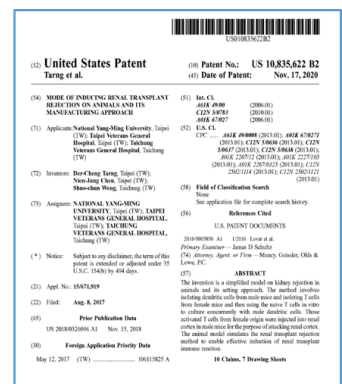 US010835622B2
(12) United States Patent
Tarng et al.
(10) Patent No.: US 10,835,622 B2
(45) Date of Patent: Nov. 17, 2020
(54) MODE OF INDUCING RENAL TRANSPLANT
REJECTION ON ANIMALS AND ITS
MANUFACTURING APPROACH
(71) Applicants: National Yang-Ming University, Taipei
(TW); Taipei Veterans General
Hospital, Taipei (TW); Taichung
Veterans General Hospital, Taichung
(TW)
(72) Inventors: Der-Cherng Tarng, Taipei (TW);
Nien-Jung Chen, Taipei (TW);
Shuo-chun Weng, Taichung (TW)
(73) Assignees: NATIONAL YANG-MING
UNIVERSITY, Taipei (TW); TAIPEI
VETERANS GENERAL HOSPITAL,
Taipei (TW); TAICHUNG
VETERANS GENERAL HOSPITAL,
Taichung (TW)
(*) Notice: Subject to any disclaimer, the term of this
patent is extended or adjusted under 35
U.S.C. 154(b) by 494 days.
(21) Appl. No.: 15/671,919
(22) Filed: Aug. 8, 2017
(65) Prior Publication Data
US 2018/0326096 A1 Nov. 15, 2018
(30) Foreign Application Priority Data
May 12, 2017 (TW) 106115825 A
(51) Int. Cl.
A61K 49/00 (2006.01)
C12N 5/0783 (2010.01)
A01K 67/027 (2006.01)
(52) U.S. Cl.
CPC ..... A61K 49/0008 (2013.01); A01K 67/0271
(2013.01); C12N 5/0636 (2013.01); C12N
5/0637 (2013.01); C12N 5/0638 (2013.01);
A01K 2267/12 (2013.01); A01K 2227/105
(2013.01); A01K 2267/0325 (2013.01); C12N
2502/1114 (2013.01); C12N 2502/1121
(2013.01)
(58) Field of Classification Search
None
See application file for complete search history.
(56) References Cited
U.S. PATENT DOCUMENTS
1/2016 Lovat et al.
Primary Examiner — James D Schultz
(74) Attorney, Agent, or Firm — Muncy, Geissler, Olds &
Lowe, P.C.
(57) ABSTRACT
The invention is a simplified model on kidney rejection in
animals and its setting approach. The method involves
isolating dendritic cells from male mice and isolating T cells
from female mice and then using the naive T cells in vitro
to culture concurrently with male dendritic cells. Those
activated T cells from female origin were injected into renal
cortex in male mice for the purpose of attacking renal cortex.
The animal model simulates the renal transplant rejection
method to enable effective induction of renal transplant
immune reaction.
10 Claims, 7 Drawing Sheets